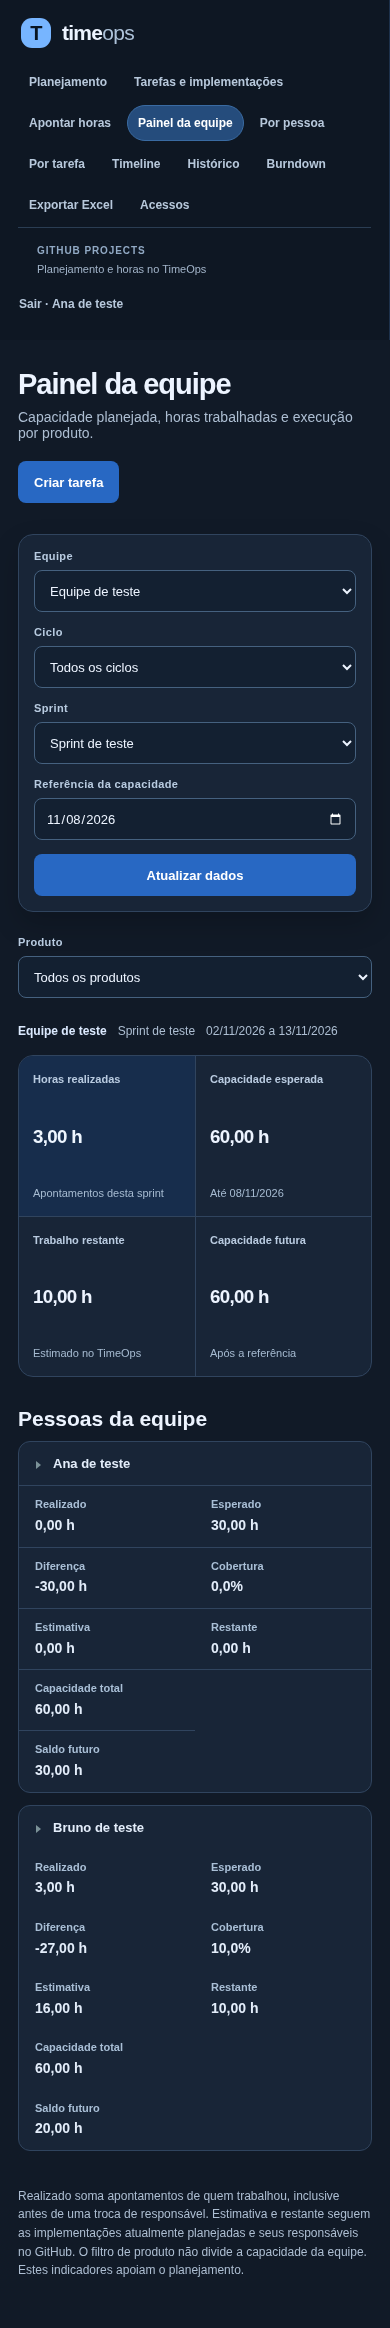 T timeops
Planejamento Tarefas e implementações
Apontar horas Painel da equipe Por pessoa
Por tarefa Timeline Histórico Burndown
Exportar Excel Acessos
GITHUB PROJECTS
Planejamento e horas no TimeOps
Sair · Ana de teste
Painel da equipe
Capacidade planejada, horas trabalhadas e execução
por produto.
Criar tarefa
Equipe
Equipe de teste
Ciclo
Todos os ciclos
Sprint
Sprint de teste
Referência da capacidade
11/08/2026
Atualizar dados
Produto
Todos os produtos
Equipe de teste Sprint de teste 02/11/2026 a 13/11/2026
Horas realizadas Capacidade esperada
3,00 h 60,00 h
Apontamentos desta sprint Até 08/11/2026
Trabalho restante Capacidade futura
10,00 h 60,00 h
Estimado no TimeOps Após a referência
Pessoas da equipe
Ana de teste
Realizado Esperado
0,00 h 30,00 h
Diferença Cobertura
-30,00 h 0,0%
Estimativa Restante
0,00 h 0,00 h
Capacidade total
60,00 h
Saldo futuro
30,00 h
Bruno de teste
Realizado Esperado
3,00 h 30,00 h
Diferença Cobertura
-27,00 h 10,0%
Estimativa Restante
16,00 h 10,00 h
Capacidade total
60,00 h
Saldo futuro
20,00 h
Realizado soma apontamentos de quem trabalhou, inclusive
antes de uma troca de responsável. Estimativa e restante seguem
as implementações atualmente planejadas e seus responsáveis
no GitHub. O filtro de produto não divide a capacidade da equipe.
Estes indicadores apoiam o planejamento.